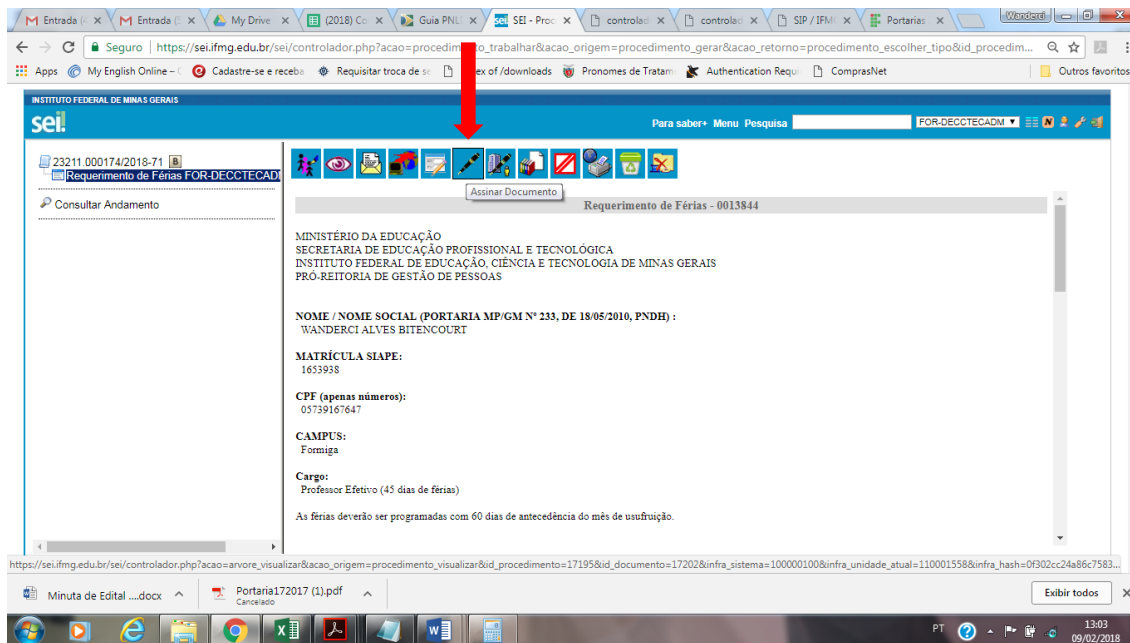 Entrada (
Entrada (
My Drive
(2018) Co
Guia PNL
SEI - Proc
controlad
controlad
SIP / IFM
Portarias
Wanderci
Seguro | https://sei.ifmg.edu.br/sei/controlador.php?acao=procedimento_trabalhar&acao_origem=procedimento_gerar&acao_retorno=procedimento_escolher_tipo&id_procedim...
Apps
My English Online –
Cadastre-se e receba
Requisitar troca de se
ex of /downloads
Pronomes de Tratam
Authentication Requi
ComprasNet
Outros favoritos
INSTITUTO FEDERAL DE MINAS GERAIS
sei!
Para saber+ Menu Pesquisa
FOR-DECCTECADM
23211.000174/2018-71
Requerimento de Férias FOR-DECCTECAD
Consultar Andamento
Assinar Documento
Requerimento de Férias - 0013844
MINISTÉRIO DA EDUCAÇÃO
SECRETARIA DE EDUCAÇÃO PROFISSIONAL E TECNOLÓGICA
INSTITUTO FEDERAL DE EDUCAÇÃO, CIÊNCIA E TECNOLOGIA DE MINAS GERAIS
PRÓ-REITORIA DE GESTÃO DE PESSOAS
NOME / NOME SOCIAL (PORTARIA MP/GM Nº 233, DE 18/05/2010, PNDH) :
WANDERCI ALVES BITENCOURT
MATRÍCULA SIAPE:
1653938
CPF (apenas números):
05739167647
CAMPUS:
Formiga
Cargo:
Professor Efetivo (45 dias de férias)
As férias deverão ser programadas com 60 dias de antecedência do mês de usufruição.
https://sei.ifmg.edu.br/sei/controlador.php?acao=arvore_visualizar&acao_origem=procedimento_visualizar&id_procedimento=17195&id_documento=17202&infra_sistema=100000100&infra_unidade_atual=110001558&infra_hash=0f302cc24a86c7583...
Minuta de Edital ....docx
Portaria172017 (1).pdf
Cancelado
Exibir todos
PT
13:03
09/02/2018